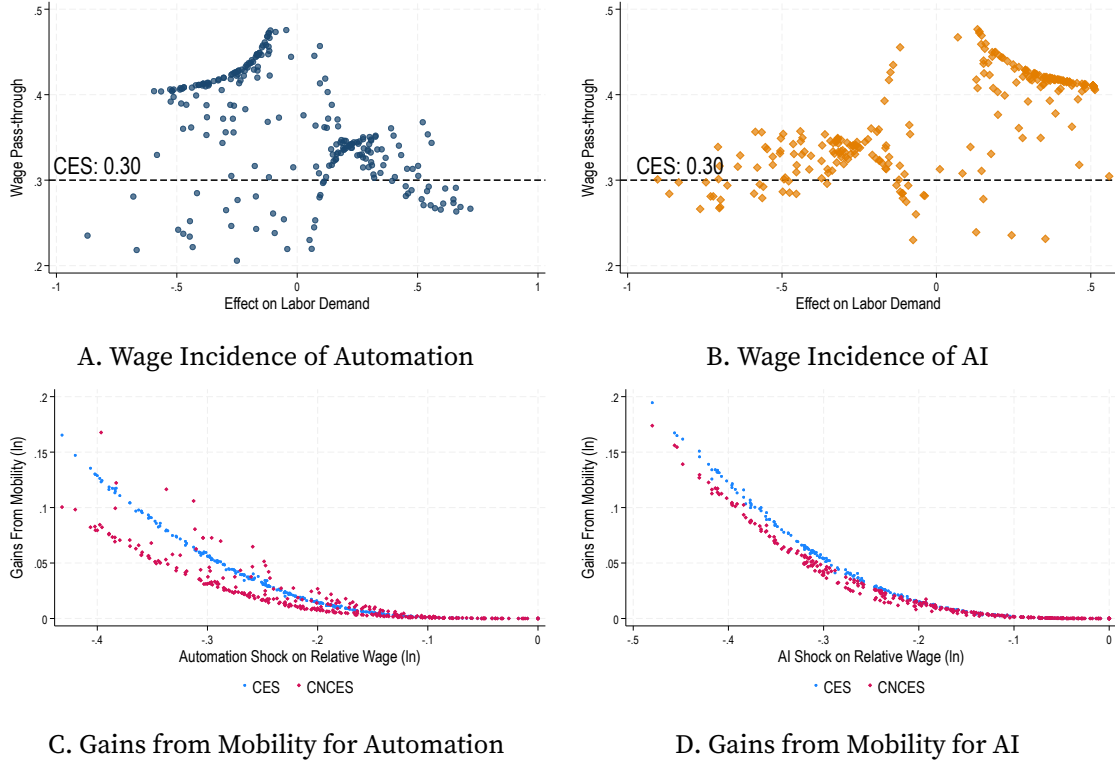 .5
.4
.3
.2
Wage Pass-through
CES: 0.30
-1
-.5
0
.5
1
Effect on Labor Demand
A. Wage Incidence of Automation
.5
.4
.3
.2
Wage Pass-through
CES: 0.30
-1
-.5
0
.5
Effect on Labor Demand
B. Wage Incidence of AI
.2
.15
.1
.05
0
Gains From Mobility (ln)
-.4
-.3
-.2
-.1
0
Automation Shock on Relative Wage (ln)
CES CNCES
C. Gains from Mobility for Automation
.2
.15
.1
.05
0
Gains From Mobility (ln)
-.5
-.4
-.3
-.2
-.1
0
AI Shock on Relative Wage (ln)
CES CNCES
D. Gains from Mobility for AI